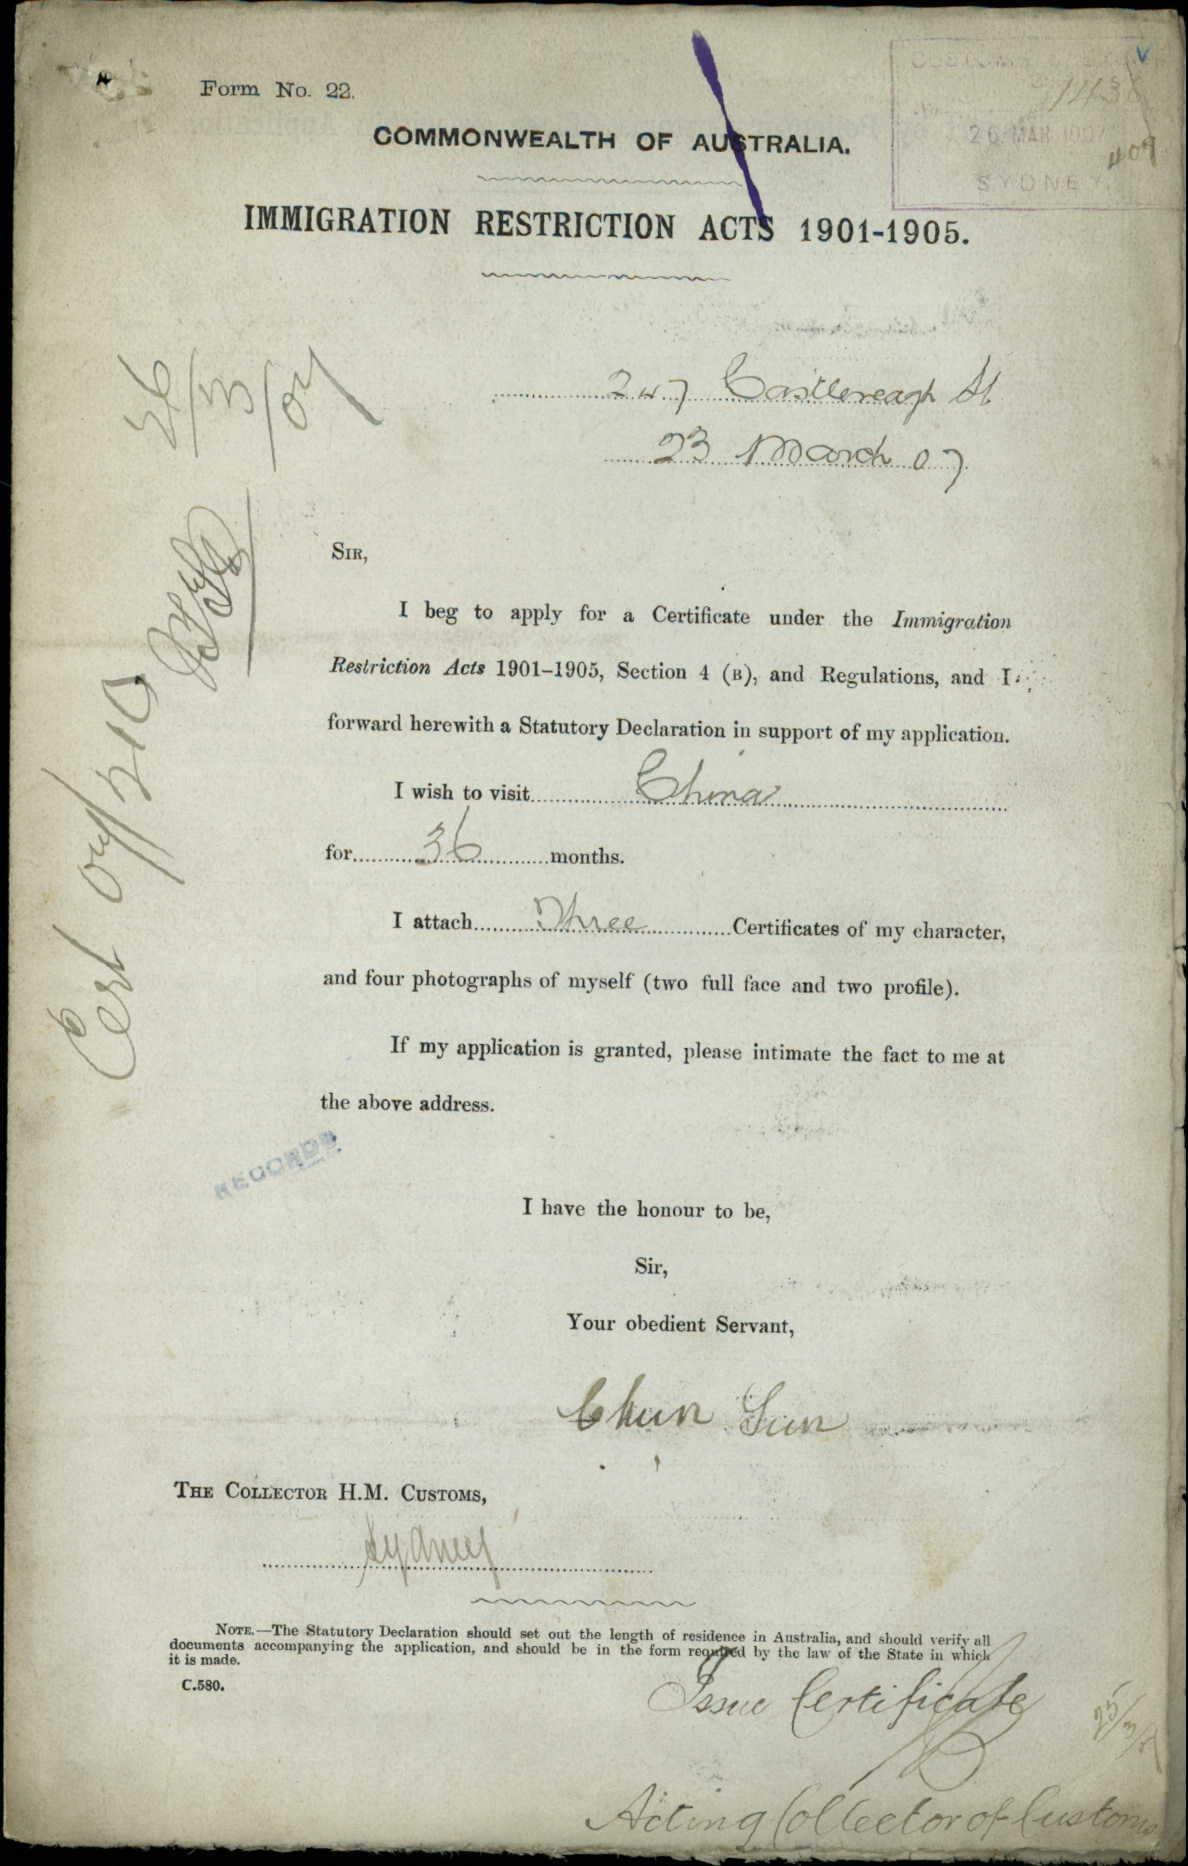 Form No. 22.
CUSTOMS
26 MAR 1907
SYDNEY
409
COMMONWEALTH OF AUSTRALIA.
IMMIGRATION RESTRICTION ACTS 1901-1905.
247 Castlereagh St
23 March 07
26/3/07
Cert 07/210
SIR,
I beg to apply for a Certificate under the Immigration
Restriction Acts 1901-1905, Section 4 (B), and Regulations, and I
forward herewith a Statutory Declaration in support of my application.
I wish to visit China
for 36 months.
I attach Three Certificates of my character,
and four photographs of myself (two full face and two profile).
If my application is granted, please intimate the fact to me at
the above address.
RECORDS
I have the honour to be,
Sir,
Your obedient Servant,
Chun Sun
THE COLLECTOR H.M. CUSTOMS,
Sydney
NOTE.—The Statutory Declaration should set out the length of residence in Australia, and should verify all
documents accompanying the application, and should be in the form required by the law of the State in which
it is made.
C.580.
Issue Certificate
25/3/7
Acting Collector of Customs